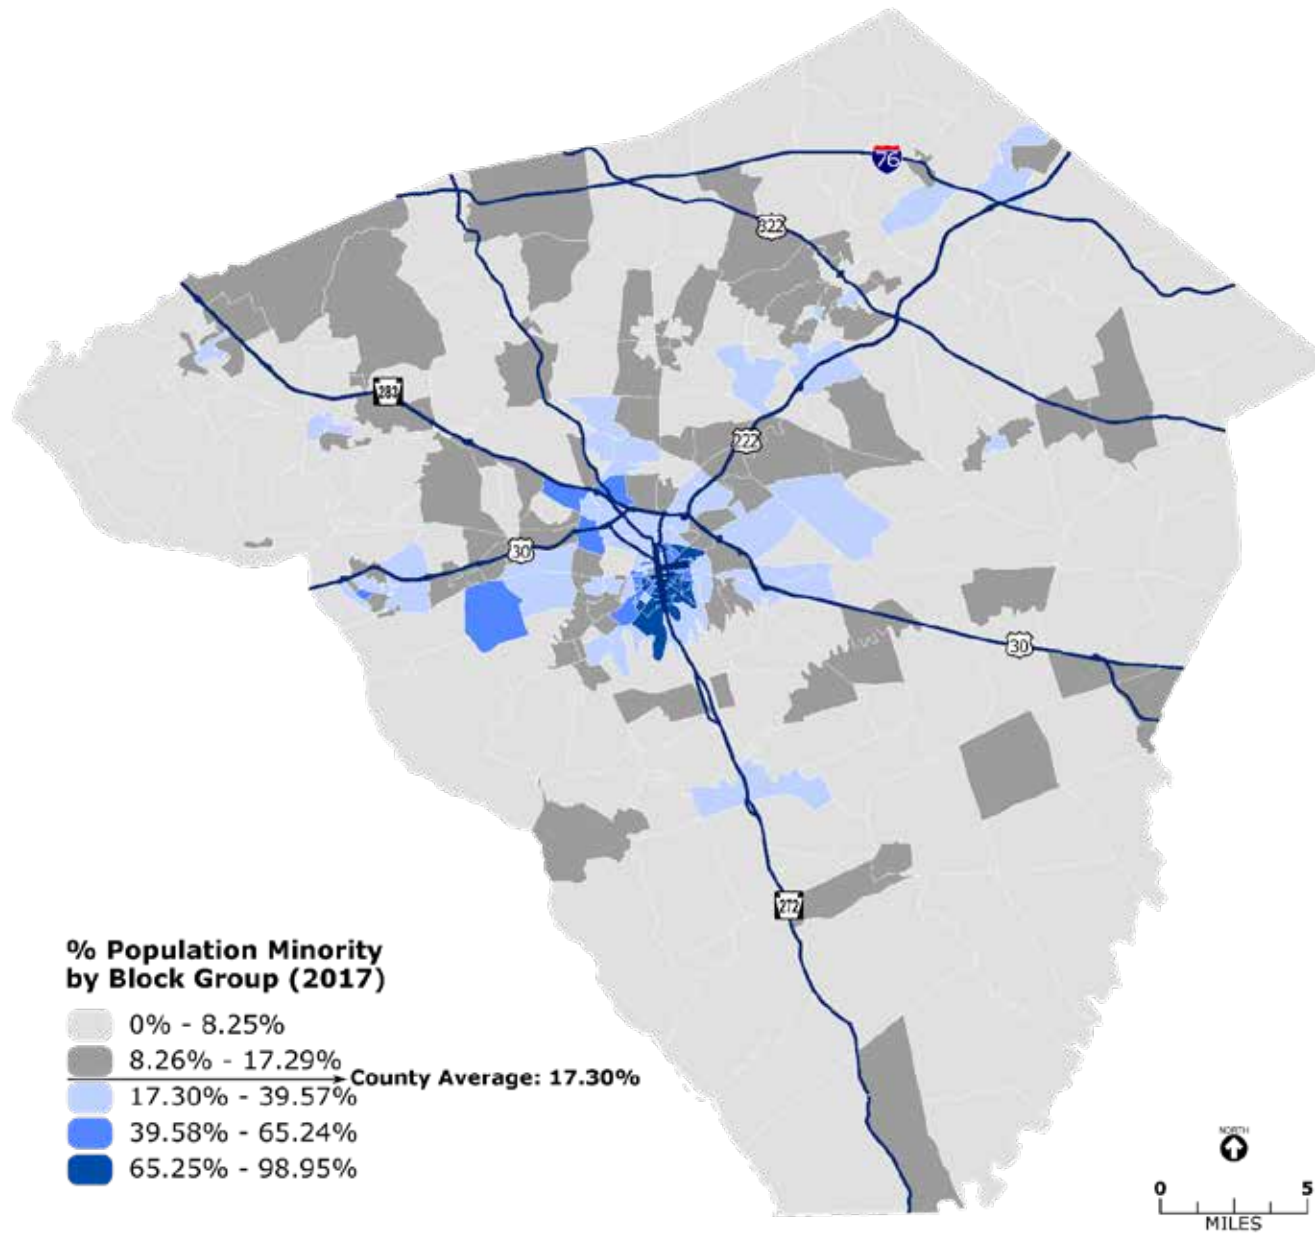 76
322
283
222
30
30
272
% Population Minority
by Block Group (2017)
0% - 8.25%
8.26% - 17.29%
County Average: 17.30%
17.30% - 39.57%
39.58% - 65.24%
65.25% - 98.95%
NORTH
0 5
MILES